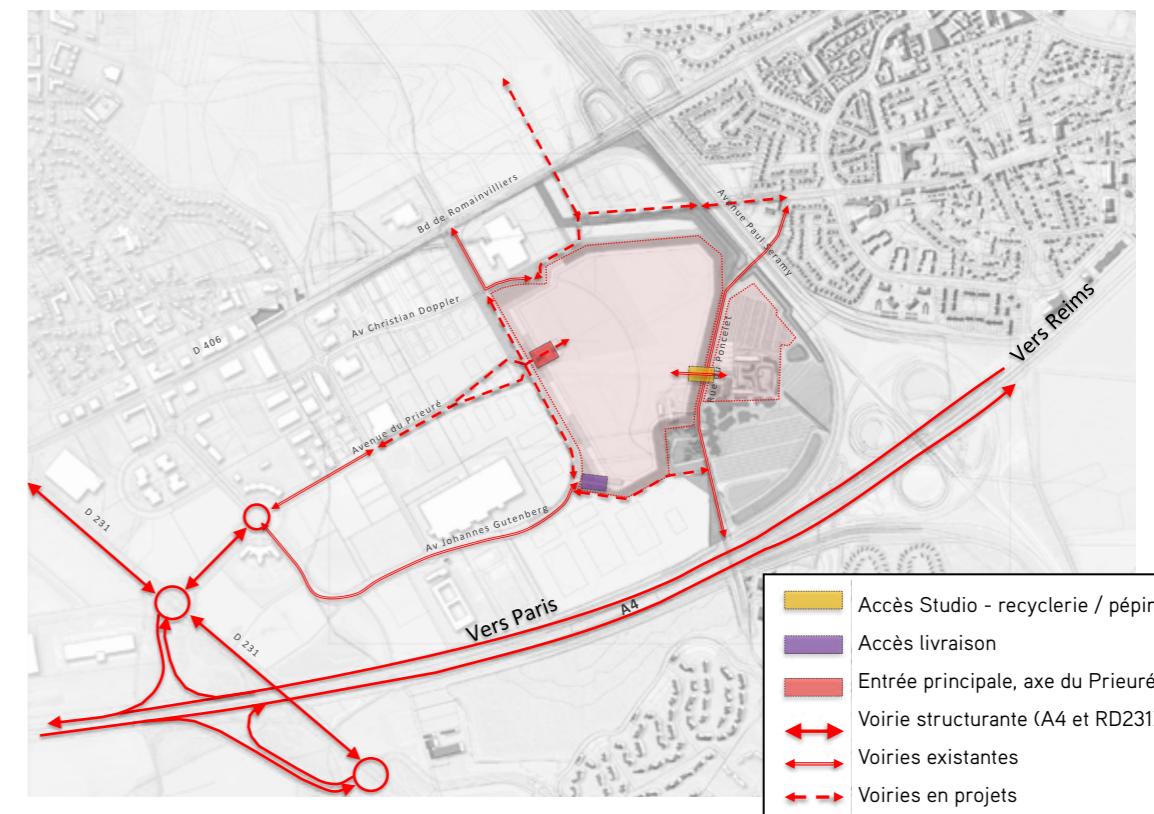 Bd de Romainvilliers
Avenue Paul Seramy
Av Christian Doppler
D 406
Rue du Poncelet
Vers Reims
Avenue du Prieuré
Av Johannes Gutenberg
D 231
D 231
Vers Paris
A4
Accès Studio - recyclerie / pépin
Accès livraison
Entrée principale, axe du Prieuré
Voirie structurante (A4 et RD231
Voiries existantes
Voiries en projets